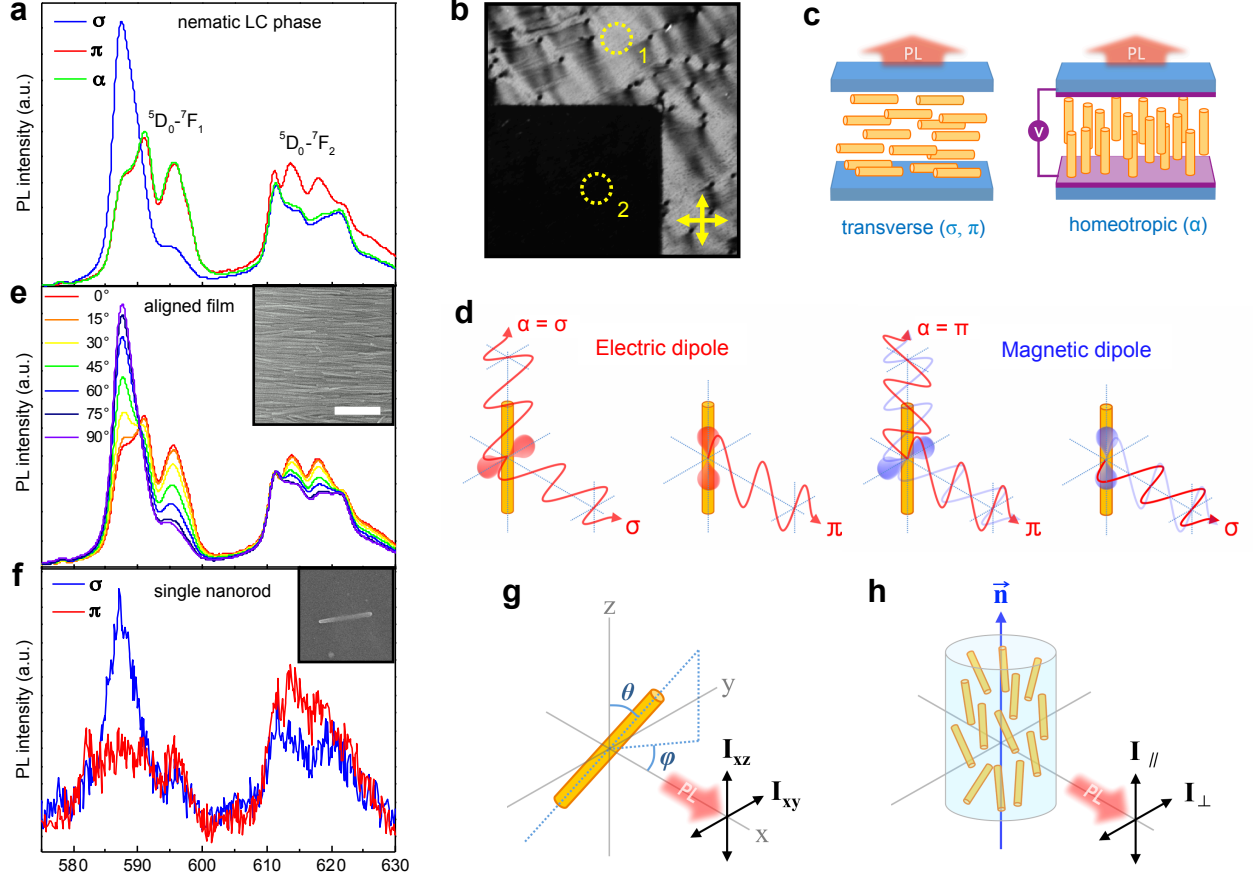 a
nematic LC phase
σ
π
α
⁵D₀-⁷F₁
⁵D₀-⁷F₂
PL intensity (a.u.)
b
1
2
c
PL
PL
V
transverse (σ, π)
homeotropic (α)
d
α = σ
Electric dipole
σ
π
α = π
Magnetic dipole
π
σ
e
aligned film
0°
15°
30°
45°
60°
75°
90°
PL intensity (a.u.)
f
single nanorod
σ
π
PL intensity (a.u.)
580 590 600 610 620 630
g
z
y
θ
φ
PL
I_xz
I_xy
x
h
n⃗
PL
I_//
I_⊥